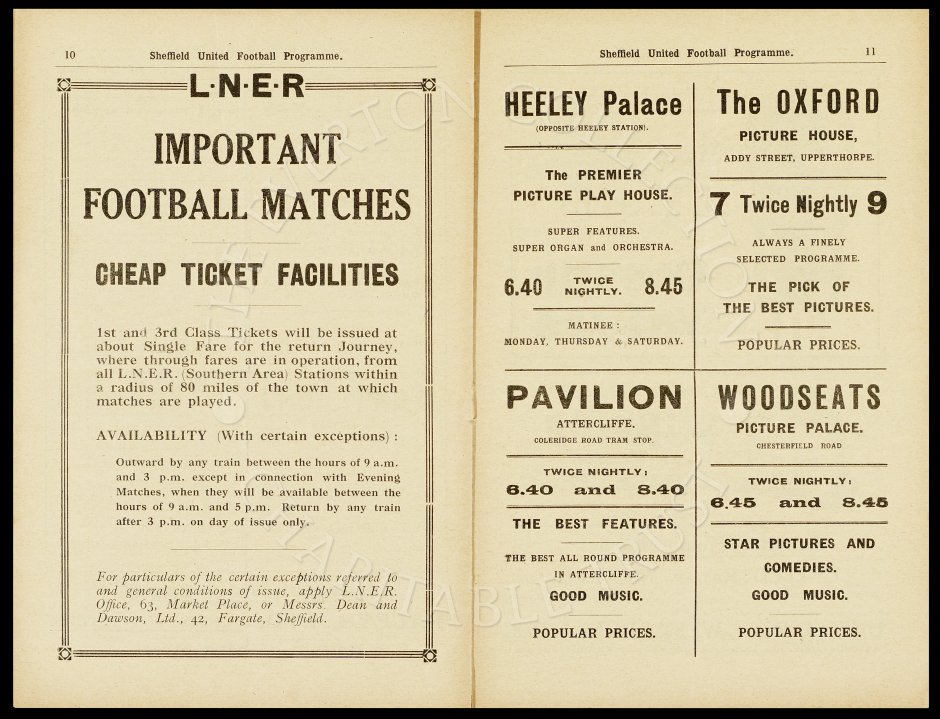 10
Sheffield United Football Programme.
L·N·E·R
IMPORTANT
FOOTBALL MATCHES
CHEAP TICKET FACILITIES
1st and 3rd Class Tickets will be issued at
about Single Fare for the return Journey,
where through fares are in operation, from
all L.N.E.R. (Southern Area) Stations within
a radius of 80 miles of the town at which
matches are played.
AVAILABILITY (With certain exceptions) :
Outward by any train between the hours of 9 a.m.
and 3 p.m. except in connection with Evening
Matches, when they will be available between the
hours of 9 a.m. and 5 p.m. Return by any train
after 3 p.m. on day of issue only.
For particulars of the certain exceptions referred to
and general conditions of issue, apply L.N.E.R.
Office, 63, Market Place, or Messrs. Dean and
Dawson, Ltd., 42, Fargate, Sheffield.
Sheffield United Football Programme.
11
HEELEY Palace
(OPPOSITE HEELEY STATION).
The PREMIER
PICTURE PLAY HOUSE.
SUPER FEATURES.
SUPER ORGAN and ORCHESTRA.
6.40 TWICE NIGHTLY. 8.45
MATINEE :
MONDAY, THURSDAY & SATURDAY.
The OXFORD
PICTURE HOUSE,
ADDY STREET, UPPERTHORPE.
7 Twice Nightly 9
ALWAYS A FINELY
SELECTED PROGRAMME.
THE PICK OF
THE BEST PICTURES.
POPULAR PRICES.
PAVILION
ATTERCLIFFE.
COLERIDGE ROAD TRAM STOP.
TWICE NIGHTLY:
6.40 and 8.40
THE BEST FEATURES.
THE BEST ALL ROUND PROGRAMME
IN ATTERCLIFFE.
GOOD MUSIC.
POPULAR PRICES.
WOODSEATS
PICTURE PALACE.
CHESTERFIELD ROAD
TWICE NIGHTLY:
6.45 and 8.45
STAR PICTURES AND
COMEDIES.
GOOD MUSIC.
POPULAR PRICES.
EVERTON COLLECTION
CHARITABLE TRUST